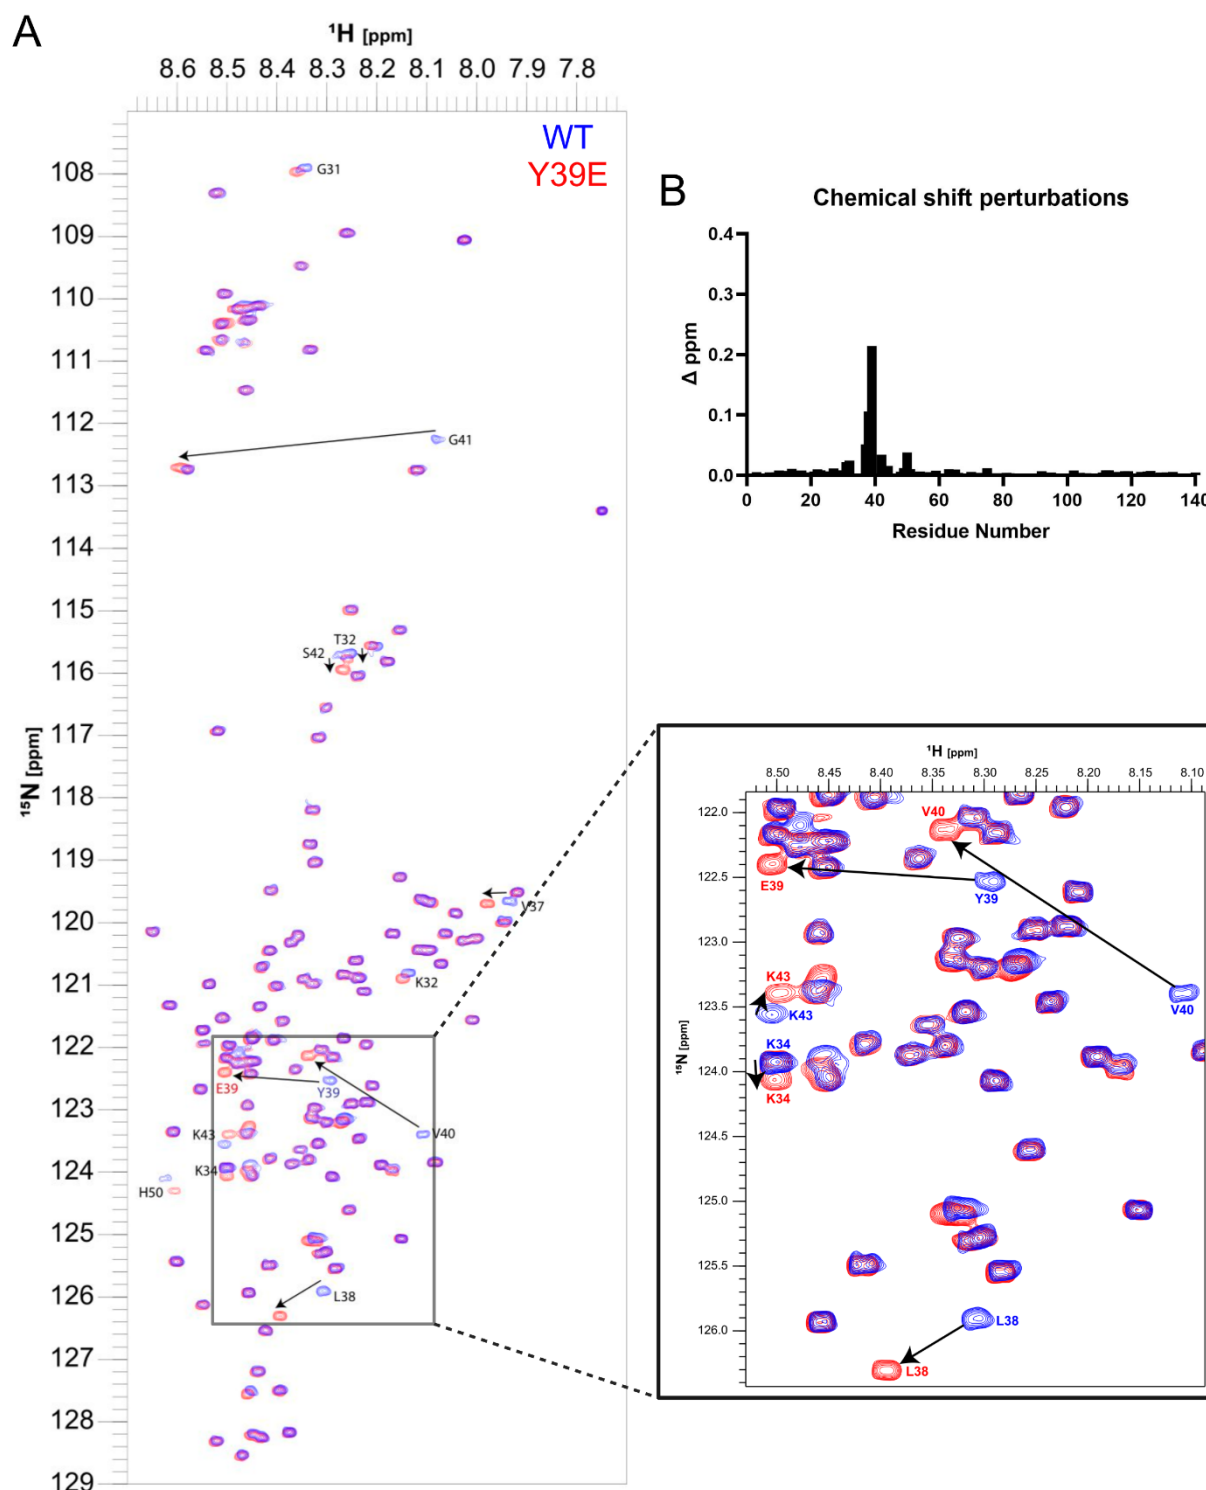 A
¹H [ppm]
8.6 8.5 8.4 8.3 8.2 8.1 8.0 7.9 7.8
WT
Y39E
¹⁵N [ppm]
108
109
110
111
112
113
114
115
116
117
118
119
120
121
122
123
124
125
126
127
128
129
G31
G41
T32
S42
V37
K32
E39
Y39
K43
V40
K34
H50
L38
B
Chemical shift perturbations
Δ ppm
0.4
0.3
0.2
0.1
0.0
0 20 40 60 80 100 120 140
Residue Number
¹H [ppm]
8.50 8.45 8.40 8.35 8.30 8.25 8.20 8.15 8.10
¹⁵N [ppm]
122.0
122.5
123.0
123.5
124.0
124.5
125.0
125.5
126.0
V40
E39
Y39
K43
K43
V40
K34
K34
L38
L38